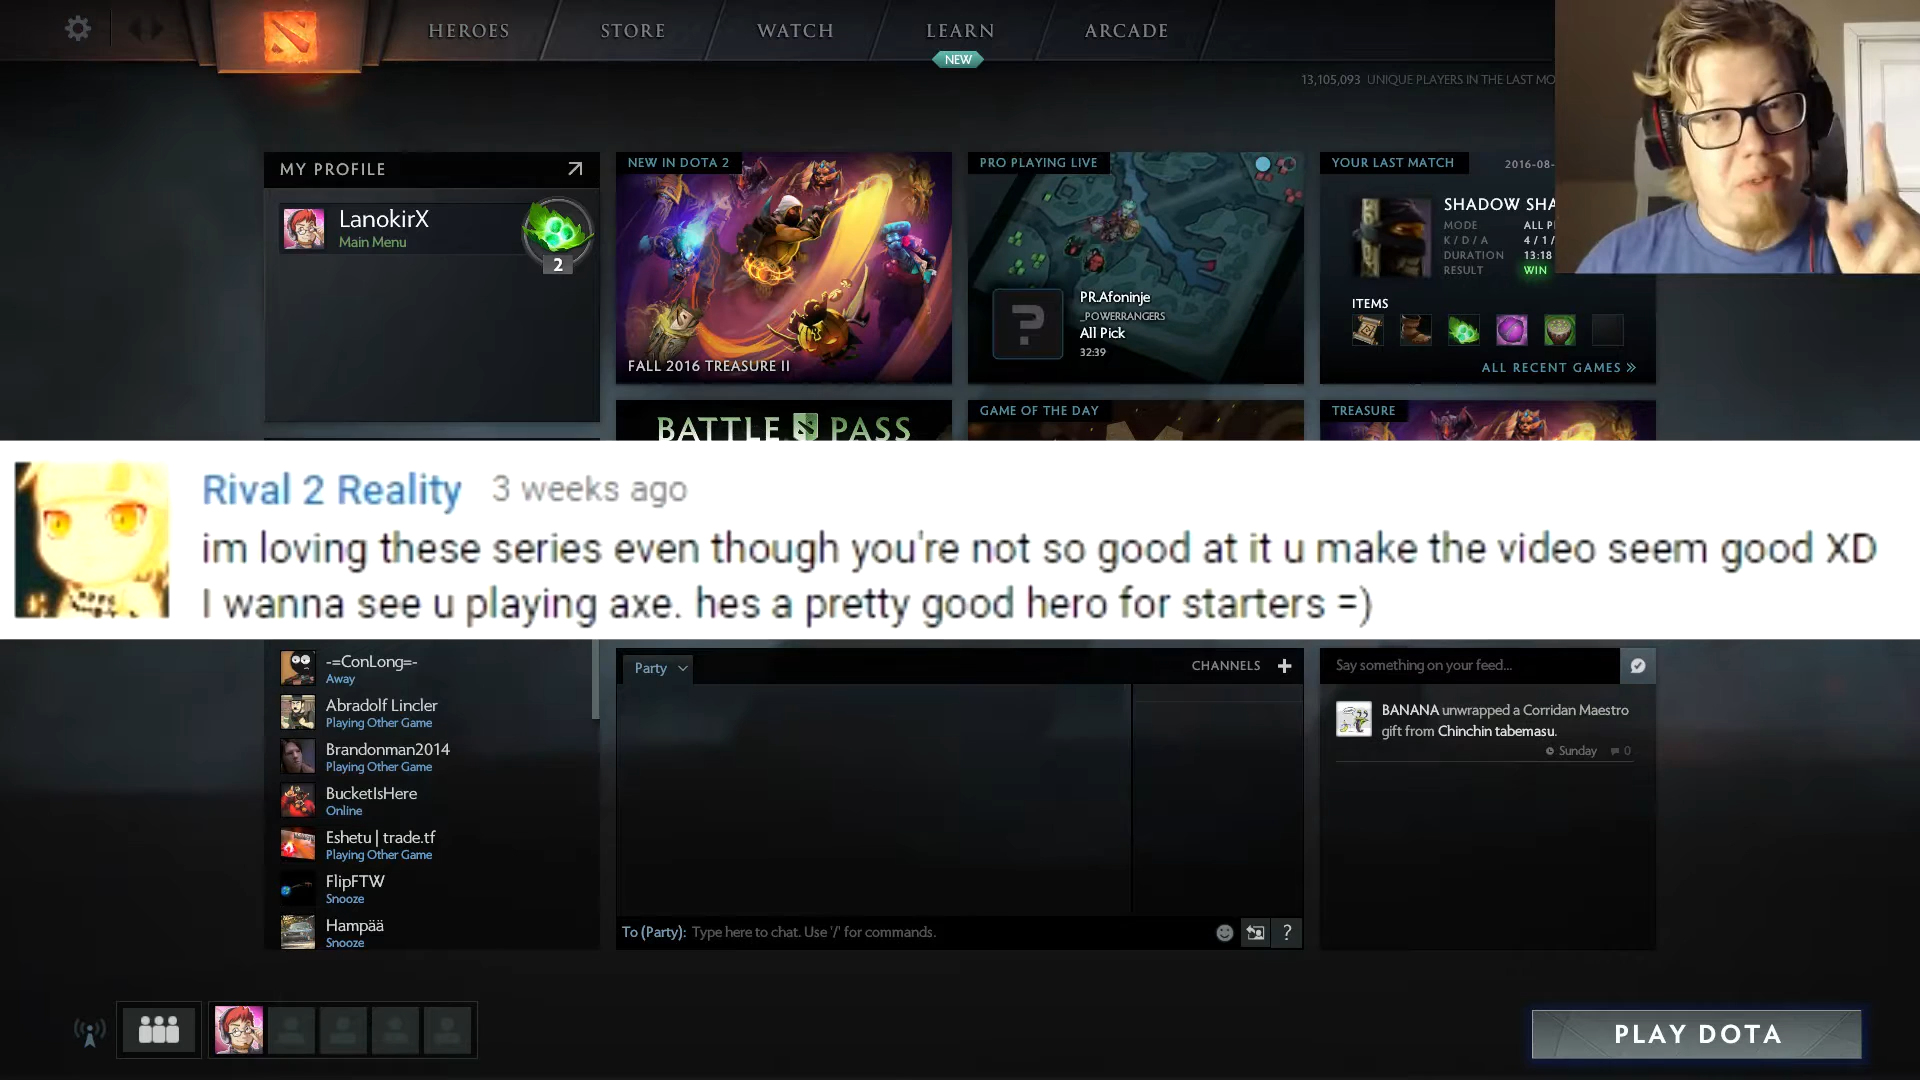 HEROES
STORE
WATCH
LEARN
ARCADE
NEW
13,105,093 UNIQUE PLAYERS IN THE LAST MO
MY PROFILE
LanokirX
Main Menu
2
NEW IN DOTA 2
FALL 2016 TREASURE II
PRO PLAYING LIVE
PR.Afoninje
_POWERRANGERS
All Pick
32:39
YOUR LAST MATCH
2016-08-
SHADOW SHA
MODE ALL P
K / D / A 4 / 1 /
DURATION 13:18
RESULT WIN
ITEMS
ALL RECENT GAMES
BATTLE PASS
GAME OF THE DAY
TREASURE
Rival 2 Reality 3 weeks ago
im loving these series even though you're not so good at it u make the video seem good XD
I wanna see u playing axe. hes a pretty good hero for starters =)
-=ConLong=-
Away
Abradolf Lincler
Playing Other Game
Brandonman2014
Playing Other Game
BucketIsHere
Online
Eshetu | trade.tf
Playing Other Game
FlipFTW
Snooze
Hampää
Snooze
Party
CHANNELS +
To (Party): Type here to chat. Use '/' for commands.
?
Say something on your feed...
BANANA unwrapped a Corridan Maestro
gift from Chinchin tabemasu.
Sunday 0
PLAY DOTA